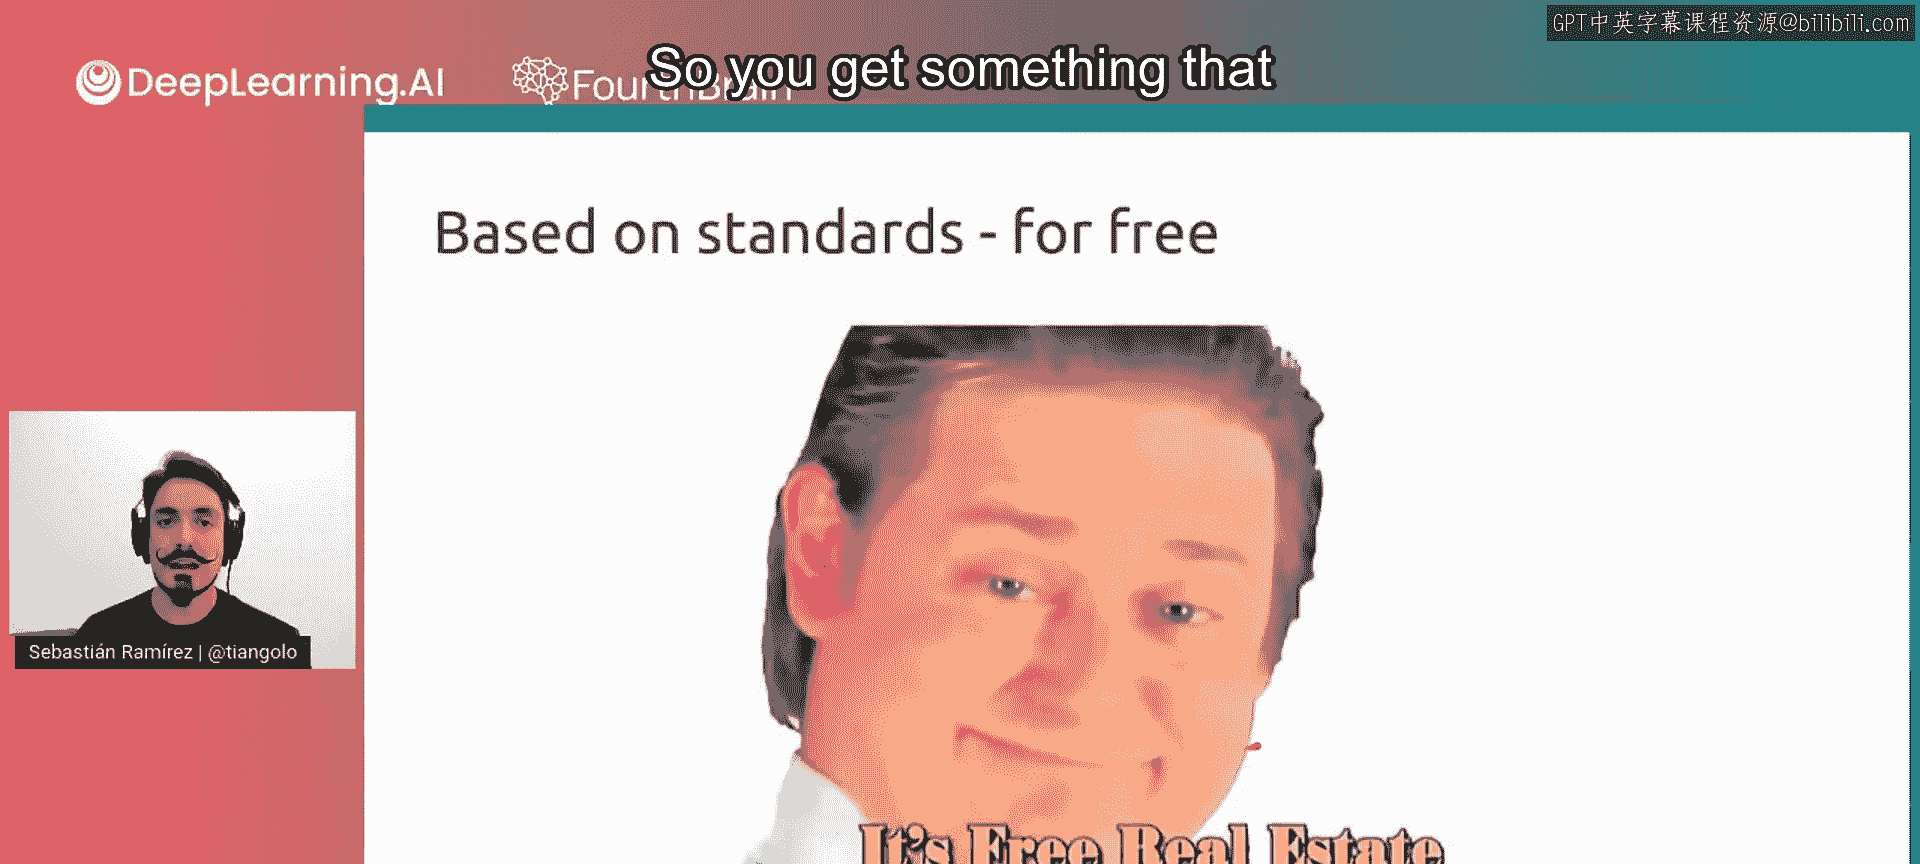 GPT中英字幕课程资源@bilibili.com
So you get something that
DeepLearning.AI
FourthBrain
Based on standards - for free
Sebastián Ramírez | @tiangolo
It's Free Real Estate